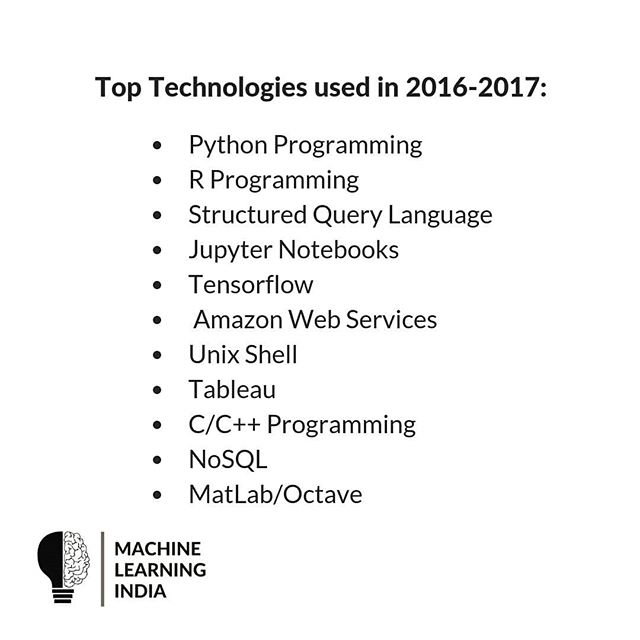 Top Technologies used in 2016-2017:
• Python Programming
• R Programming
• Structured Query Language
• Jupyter Notebooks
• Tensorflow
• Amazon Web Services
• Unix Shell
• Tableau
• C/C++ Programming
• NoSQL
• MatLab/Octave
MACHINE
LEARNING
INDIA